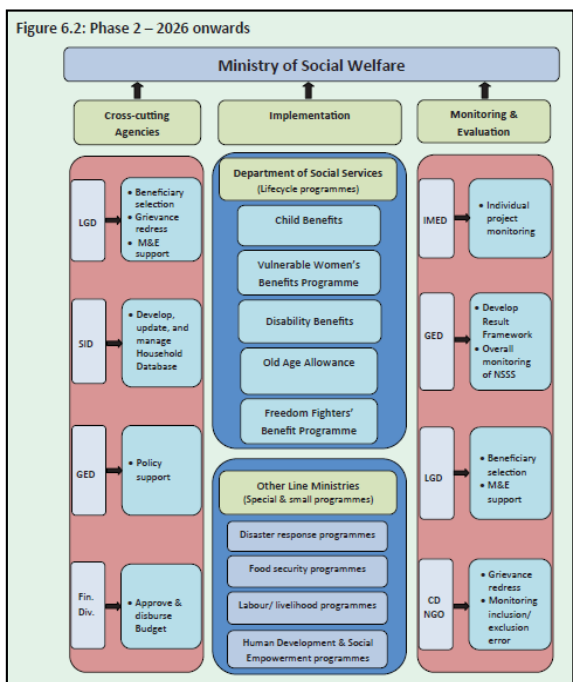 Figure 6.2: Phase 2 – 2026 onwards
Ministry of Social Welfare
Cross-cutting
Agencies
LGD
• Beneficiary
selection
• Grievance
redress
• M&E
support
SID
• Develop,
update, and
manage
Household
Database
GED
• Policy
support
Fin.
Div.
• Approve &
disburse
Budget
Implementation
Department of Social Services
(Lifecycle programmes)
Child Benefits
Vulnerable Women's
Benefits Programme
Disability Benefits
Old Age Allowance
Freedom Fighters'
Benefit Programme
Other Line Ministries
(Special & small programmes)
Disaster response programmes
Food security programmes
Labour/ livelihood programmes
Human Development & Social
Empowerment programmes
Monitoring &
Evaluation
IMED
• Individual
project
monitoring
GED
• Develop
Result
Framework
• Overall
monitoring
of NSSS
LGD
• Beneficiary
selection
• M&E
support
CD
NGO
• Grievance
redress
• Monitoring
inclusion/
exclusion
error